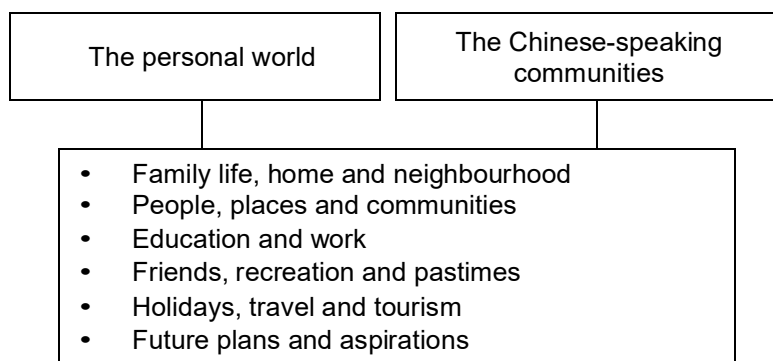 The personal world
The Chinese-speaking
communities
• Family life, home and neighbourhood
• People, places and communities
• Education and work
• Friends, recreation and pastimes
• Holidays, travel and tourism
• Future plans and aspirations